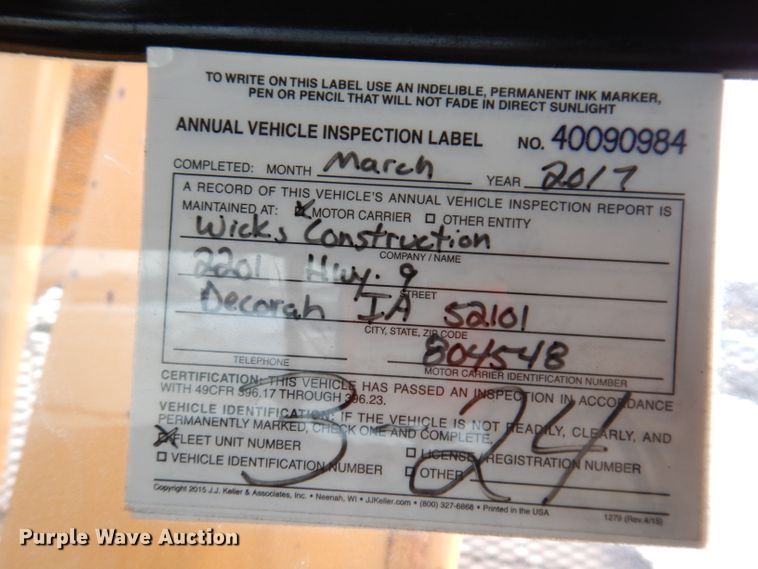 TO WRITE ON THIS LABEL USE AN INDELIBLE, PERMANENT INK MARKER,
PEN OR PENCIL THAT WILL NOT FADE IN DIRECT SUNLIGHT
ANNUAL VEHICLE INSPECTION LABEL NO. 40090984
COMPLETED: MONTH March YEAR 2017
A RECORD OF THIS VEHICLE'S ANNUAL VEHICLE INSPECTION REPORT IS
MAINTAINED AT: MOTOR CARRIER OTHER ENTITY
Wicks Construction
COMPANY / NAME
2201 Hwy. 9
STREET
Decorah IA 52101
CITY, STATE, ZIP CODE
804548
TELEPHONE MOTOR CARRIER IDENTIFICATION NUMBER
CERTIFICATION: THIS VEHICLE HAS PASSED AN INSPECTION IN ACCORDANCE
WITH 49CFR 396.17 THROUGH 396.23.
VEHICLE IDENTIFICATION: IF THE VEHICLE IS NOT READILY, CLEARLY, AND
PERMANENTLY MARKED, CHECK ONE AND COMPLETE.
3-24
FLEET UNIT NUMBER LICENSE/REGISTRATION NUMBER
VEHICLE IDENTIFICATION NUMBER OTHER
Copyright 2015 J.J. Keller & Associates, Inc. • Neenah, WI • JJKeller.com • (800) 327-6868 • Printed in the USA
1279 (Rev.4/15)
Purple Wave Auction